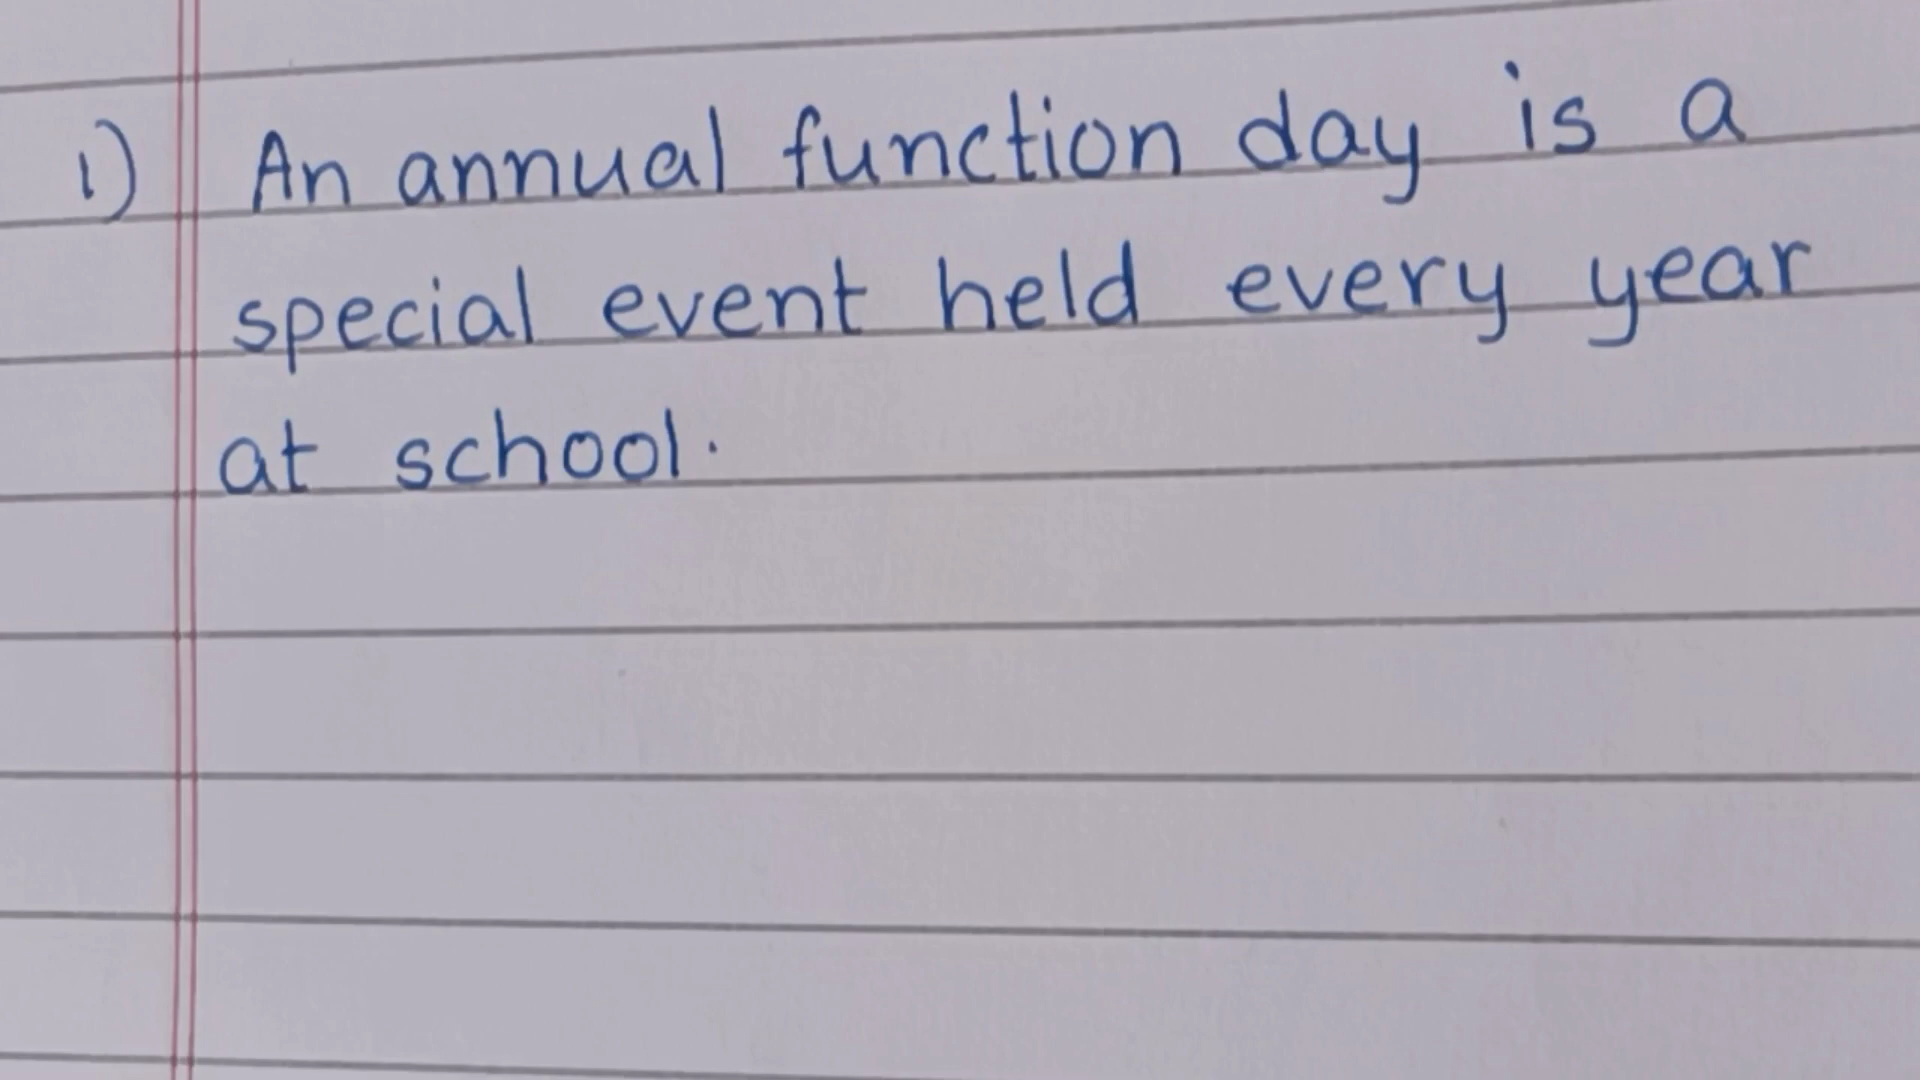 1) An annual function day is a
special event held every year
at school.